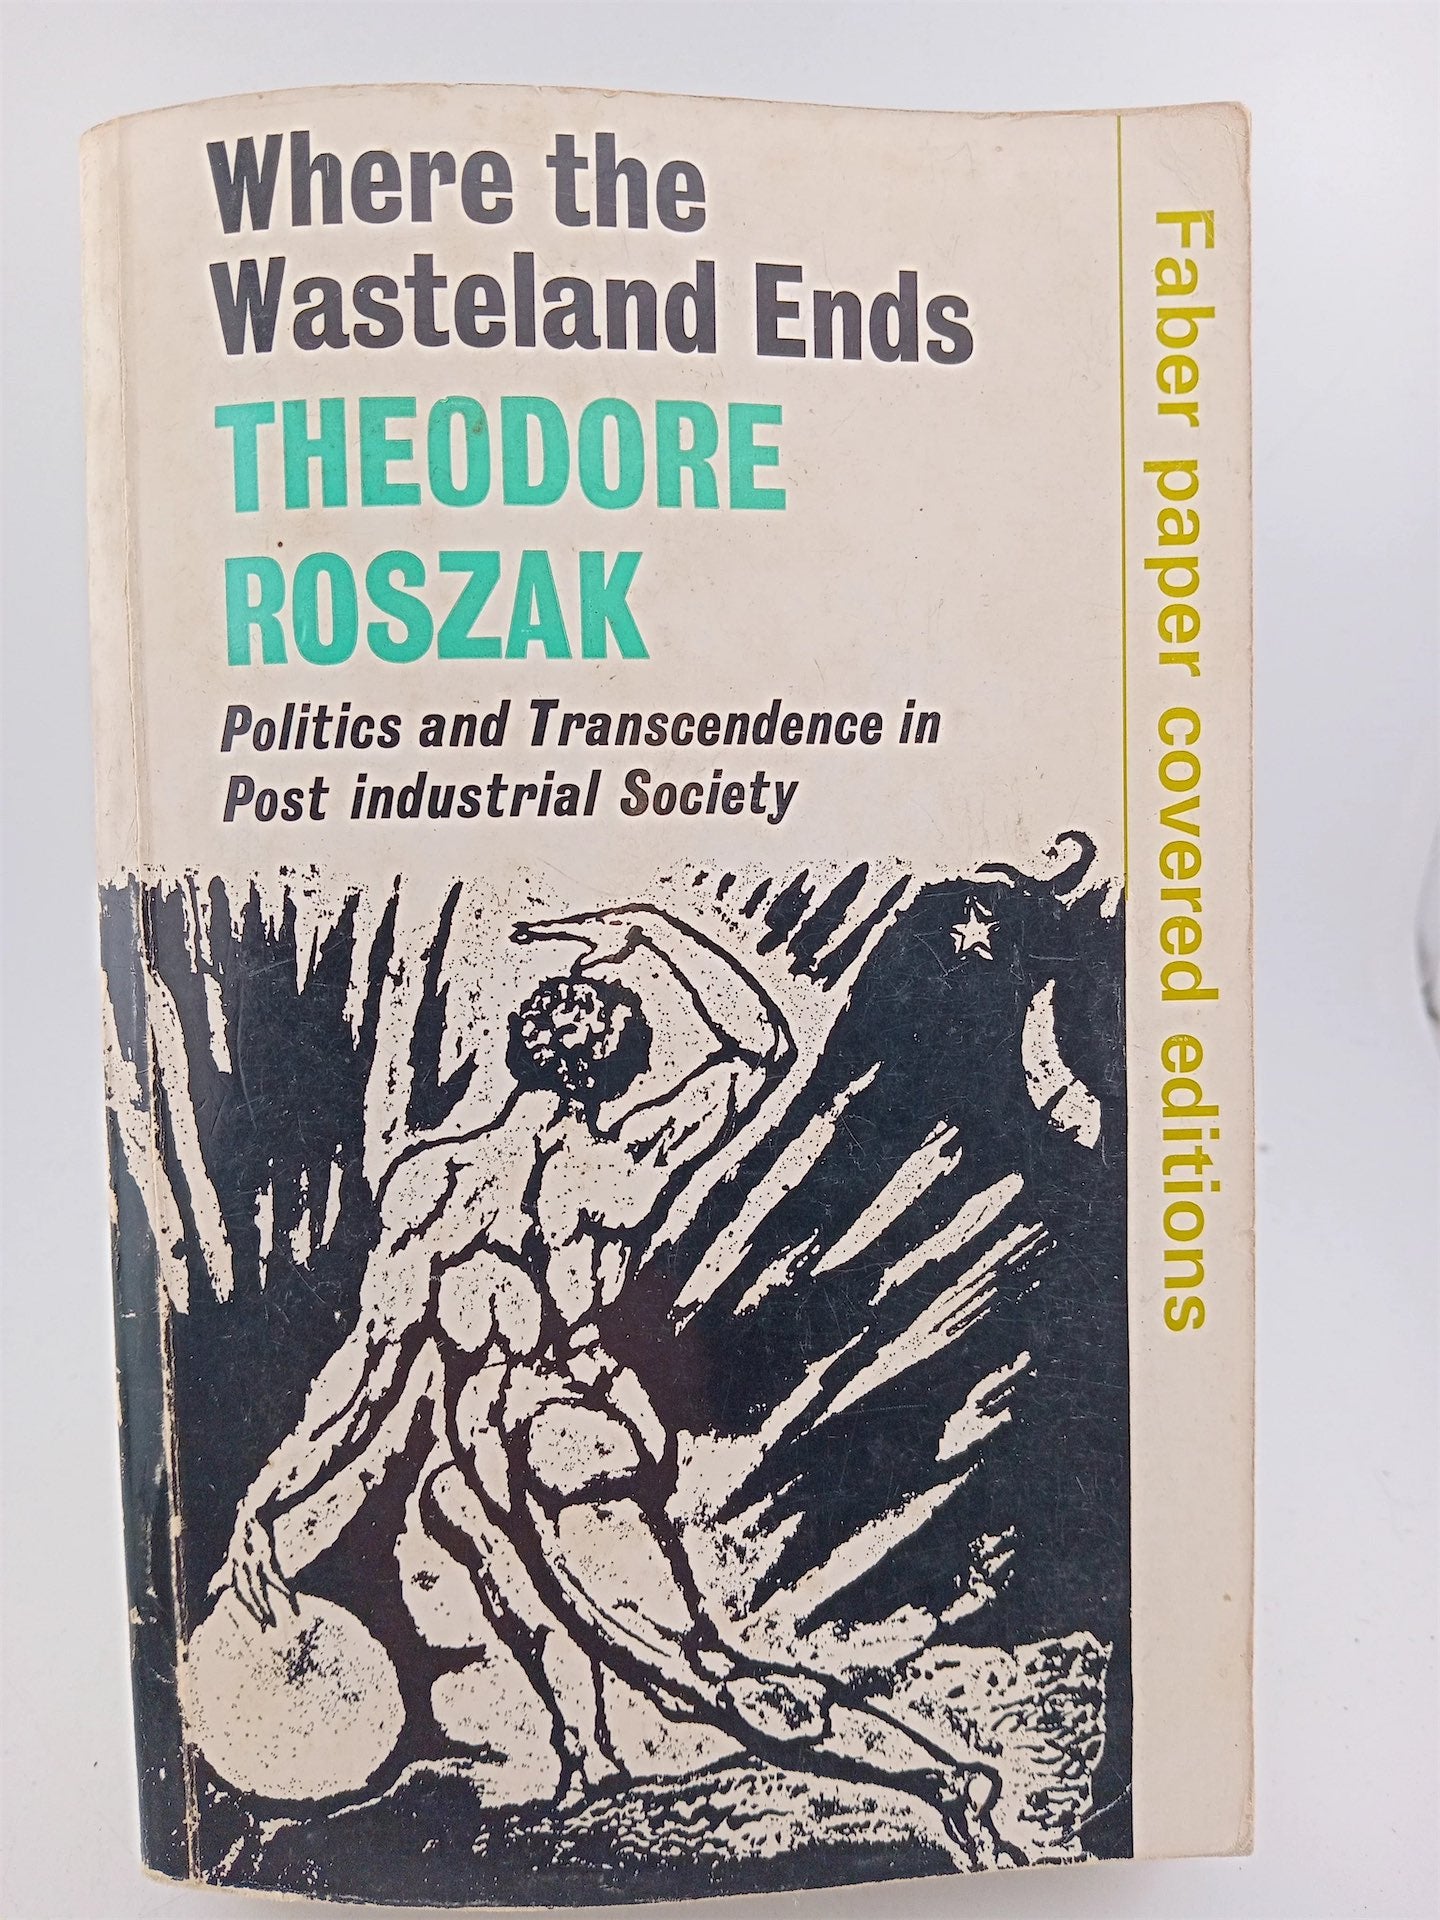 Where the
Wasteland Ends
THEODORE
ROSZAK
Politics and Transcendence in
Post industrial Society
Faber paper covered editions